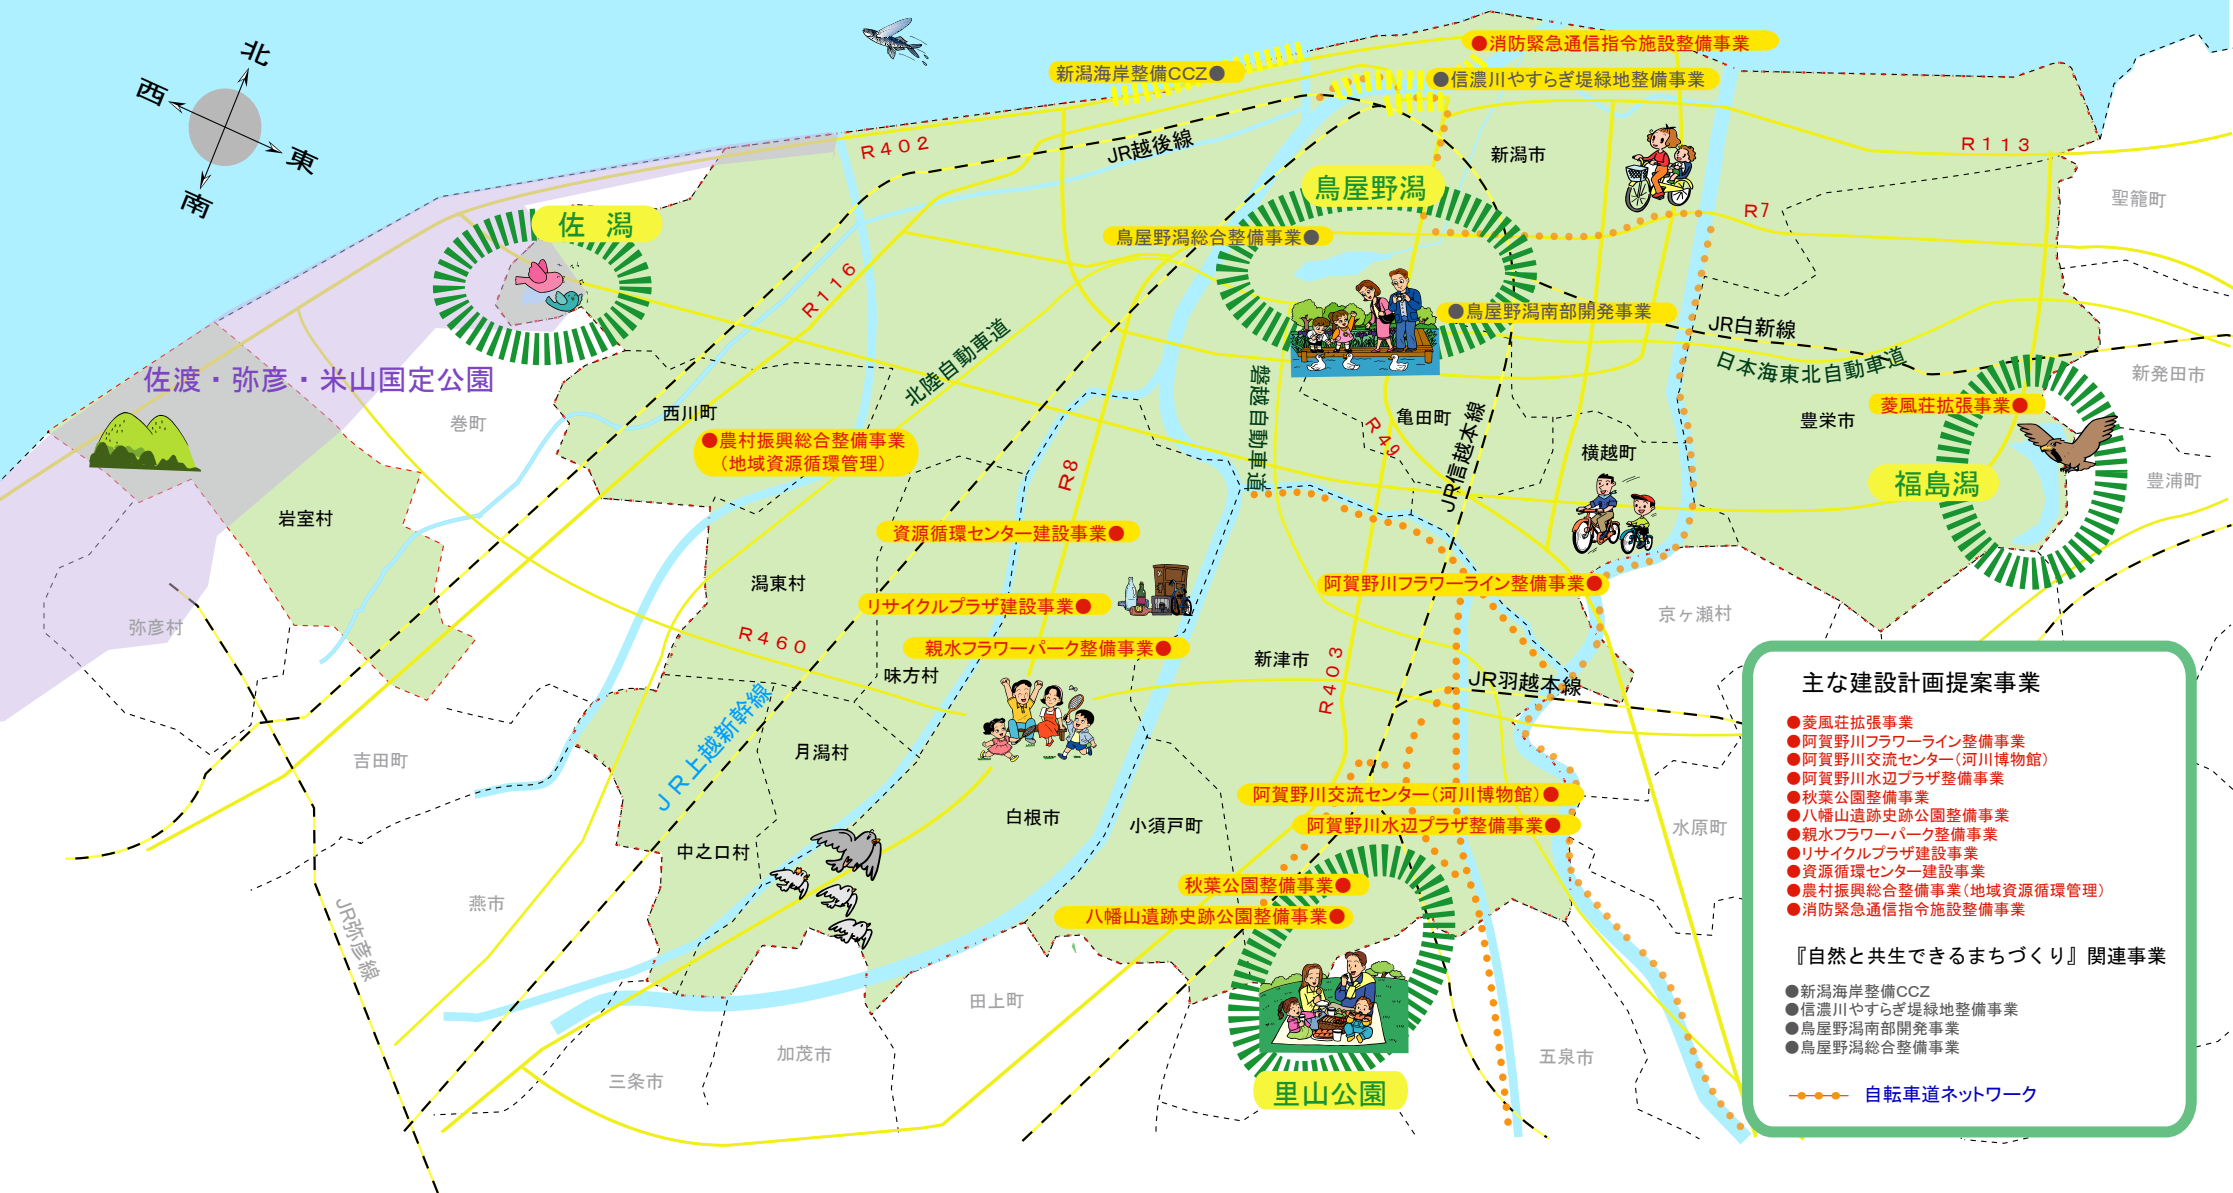 北
西
東
南
●消防緊急通信指令施設整備事業
新潟海岸整備CCZ●
●信濃川やすらぎ堤緑地整備事業
R402
JR越後線
新潟市
R113
聖籠町
鳥屋野潟
佐 潟
R7
鳥屋野潟総合整備事業●
R116
●鳥屋野潟南部開発事業
JR白新線
日本海東北自動車道
北陸自動車道
佐渡・弥彦・米山国定公園
新発田市
磐越自動車道
菱風荘拡張事業●
巻町
西川町
亀田町
豊栄市
R49
JR信越本線
●農村振興総合整備事業
（地域資源循環管理）
横越町
R8
福島潟
豊浦町
岩室村
資源循環センター建設事業●
潟東村
阿賀野川フラワーライン整備事業●
リサイクルプラザ建設事業●
京ヶ瀬村
弥彦村
R460
親水フラワーパーク整備事業●
味方村
新津市
R403
JR羽越本線
JR上越新幹線
月潟村
吉田町
阿賀野川交流センター（河川博物館）●
白根市
小須戸町
阿賀野川水辺プラザ整備事業●
水原町
中之口村
秋葉公園整備事業●
燕市
八幡山遺跡史跡公園整備事業●
JR弥彦線
田上町
加茂市
三条市
五泉市
里山公園
主な建設計画提案事業
●菱風荘拡張事業
●阿賀野川フラワーライン整備事業
●阿賀野川交流センター（河川博物館）
●阿賀野川水辺プラザ整備事業
●秋葉公園整備事業
●八幡山遺跡史跡公園整備事業
●親水フラワーパーク整備事業
●リサイクルプラザ建設事業
●資源循環センター建設事業
●農村振興総合整備事業（地域資源循環管理）
●消防緊急通信指令施設整備事業
『自然と共生できるまちづくり』関連事業
●新潟海岸整備CCZ
●信濃川やすらぎ堤緑地整備事業
●鳥屋野潟南部開発事業
●鳥屋野潟総合整備事業
自転車道ネットワーク